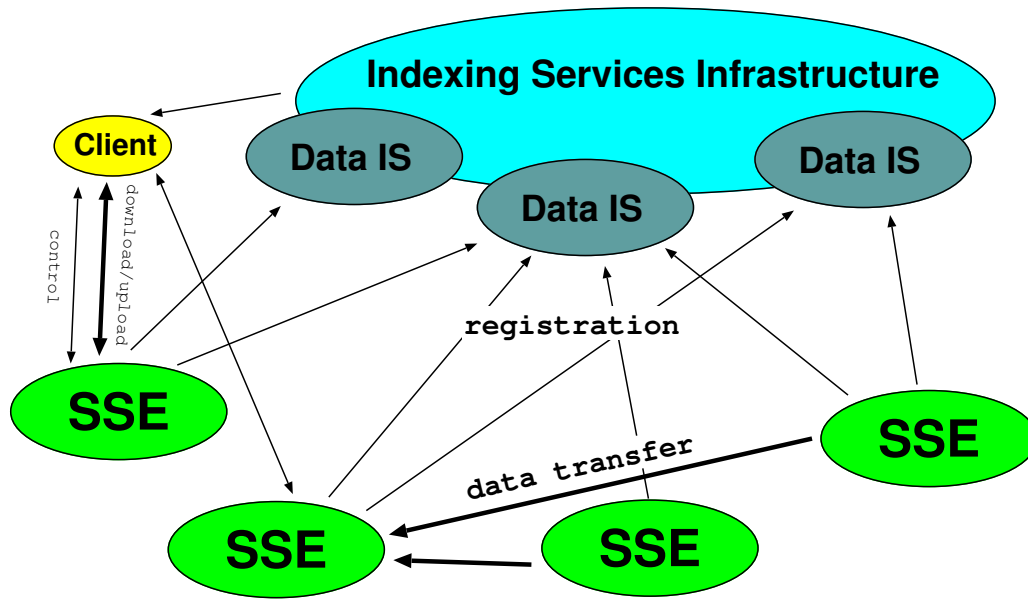 Indexing Services Infrastructure
Client
Data IS
Data IS
Data IS
control
download/upload
registration
SSE
data transfer
SSE
SSE
SSE